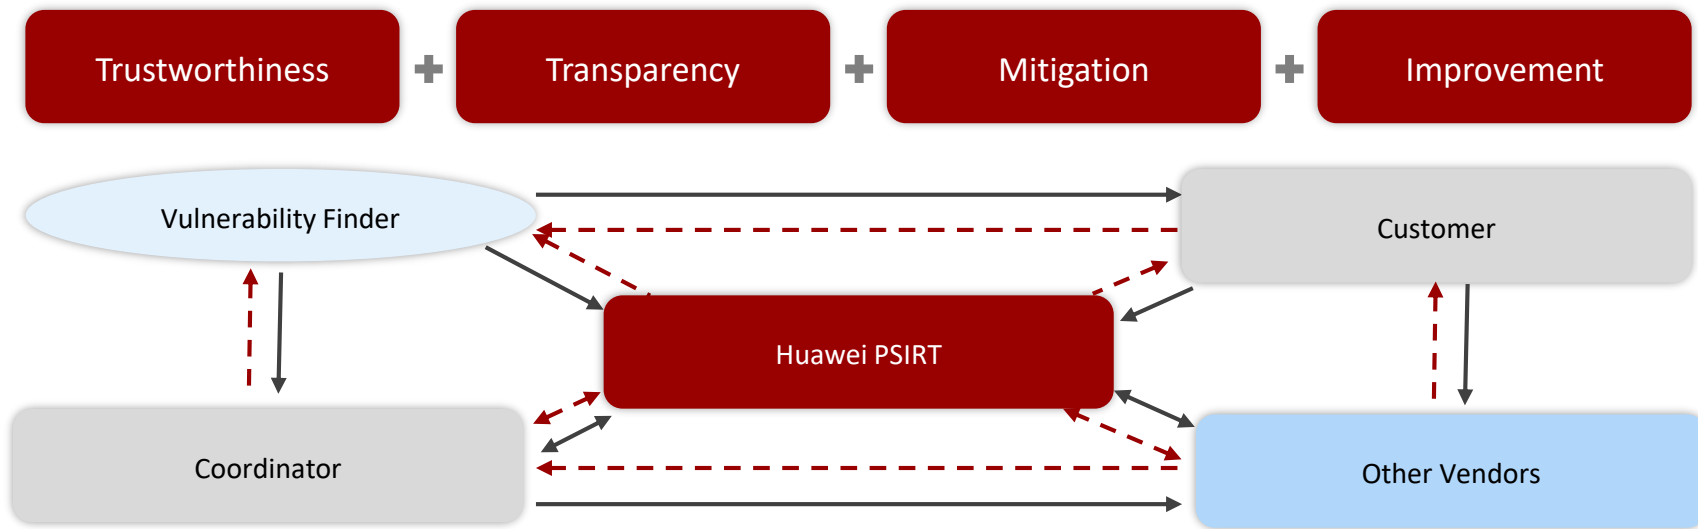 Trustworthiness
Transparency
Mitigation
Improvement
Vulnerability Finder
Customer
Huawei PSIRT
Coordinator
Other Vendors